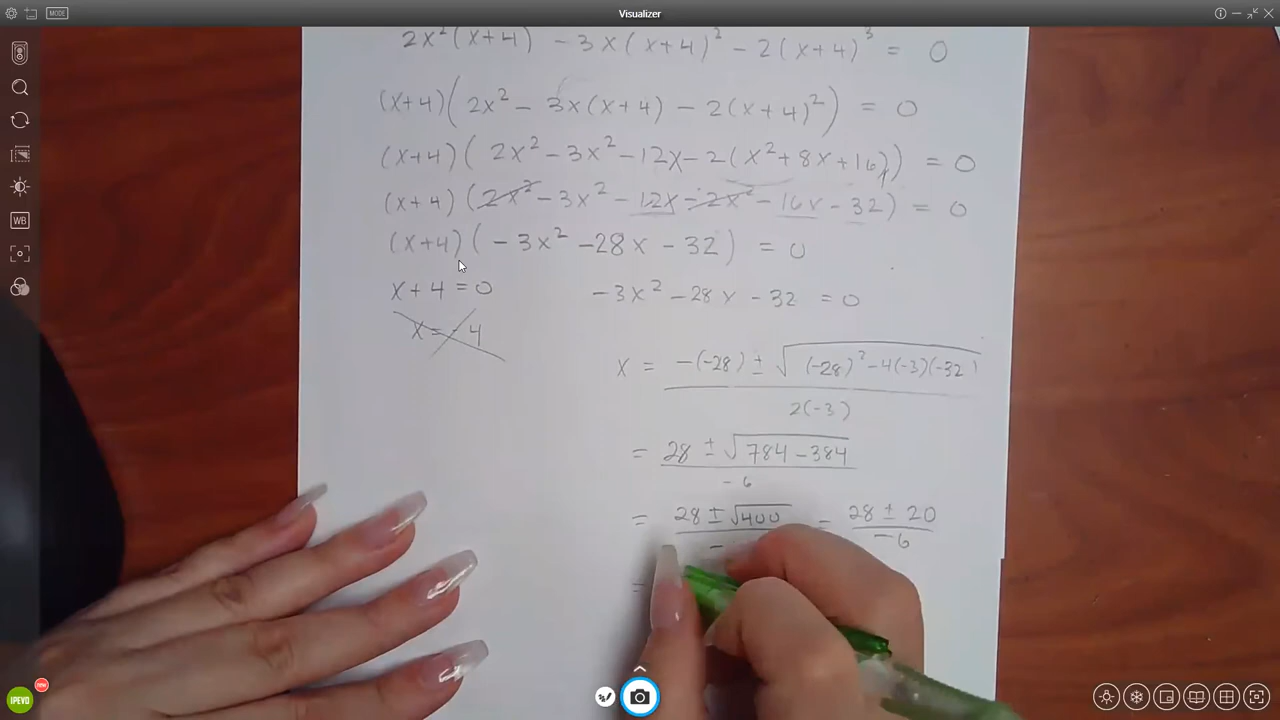 MODE
Visualizer
2x²(x+4) - 3x(x+4)² - 2(x+4)³ = 0
(x+4)(2x² - 3x(x+4) - 2(x+4)²) = 0
(x+4)(2x² - 3x² - 12x - 2(x² + 8x + 16)) = 0
(x+4)(2x² - 3x² - 12x - 2x² - 16x - 32) = 0
(x+4)(-3x² - 28x - 32) = 0
x + 4 = 0
-3x² - 28x - 32 = 0
x = -4
x = -(-28) ± √(-28)² - 4(-3)(-32)
2(-3)
= 28 ± √784 - 384
-6
= 28 ± √400 = 28 ± 20
- -6
=
WB
IPEVO
new